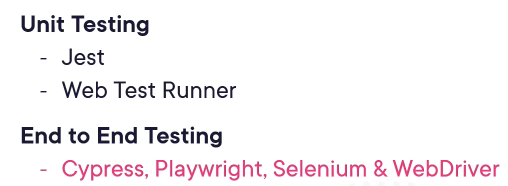 Unit Testing
- Jest
- Web Test Runner
End to End Testing
- Cypress, Playwright, Selenium & WebDriver